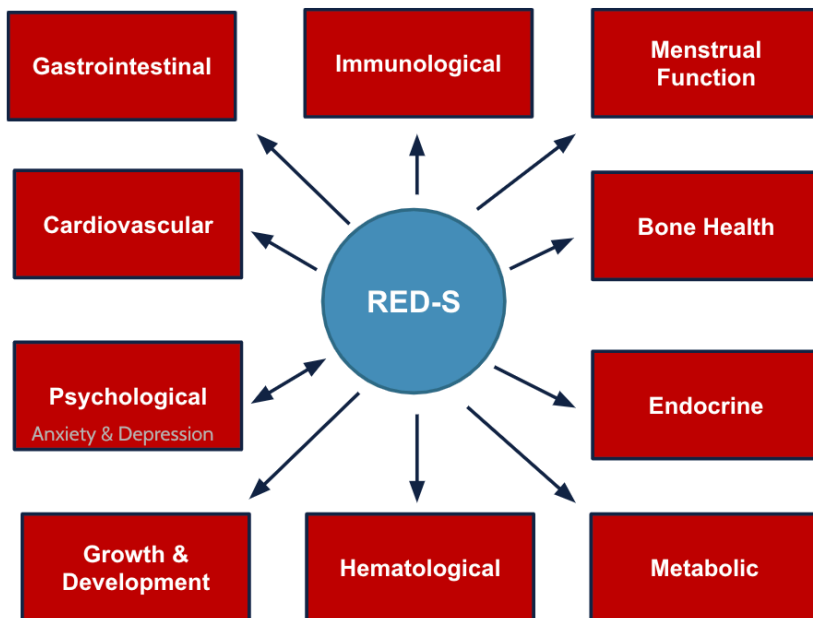 Gastrointestinal
Immunological
Menstrual
Function
Cardiovascular
Bone Health
RED-S
Psychological
Anxiety & Depression
Endocrine
Growth &
Development
Hematological
Metabolic